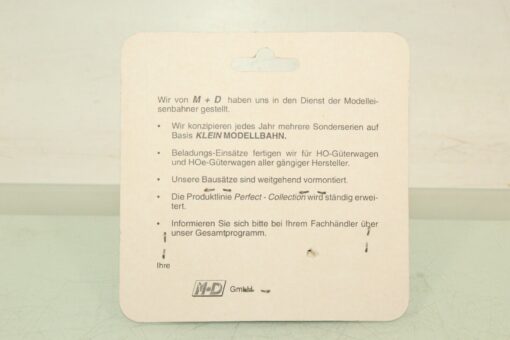 Wir von M + D haben uns in den Dienst der Modellei-
senbahner gestellt.
• Wir konzipieren jedes Jahr mehrere Sonderserien auf
Basis KLEIN MODELLBAHN.
• Beladungs-Einsätze fertigen wir für HO-Güterwagen
und HOe-Güterwagen aller gängiger Hersteller.
• Unsere Bausätze sind weitgehend vormontiert.
• Die Produktlinie Perfect - Collection wird ständig erwei-
tert.
• Informieren Sie sich bitte bei Ihrem Fachhändler über
unser Gesamtprogramm.
Ihre
M+D GmbH